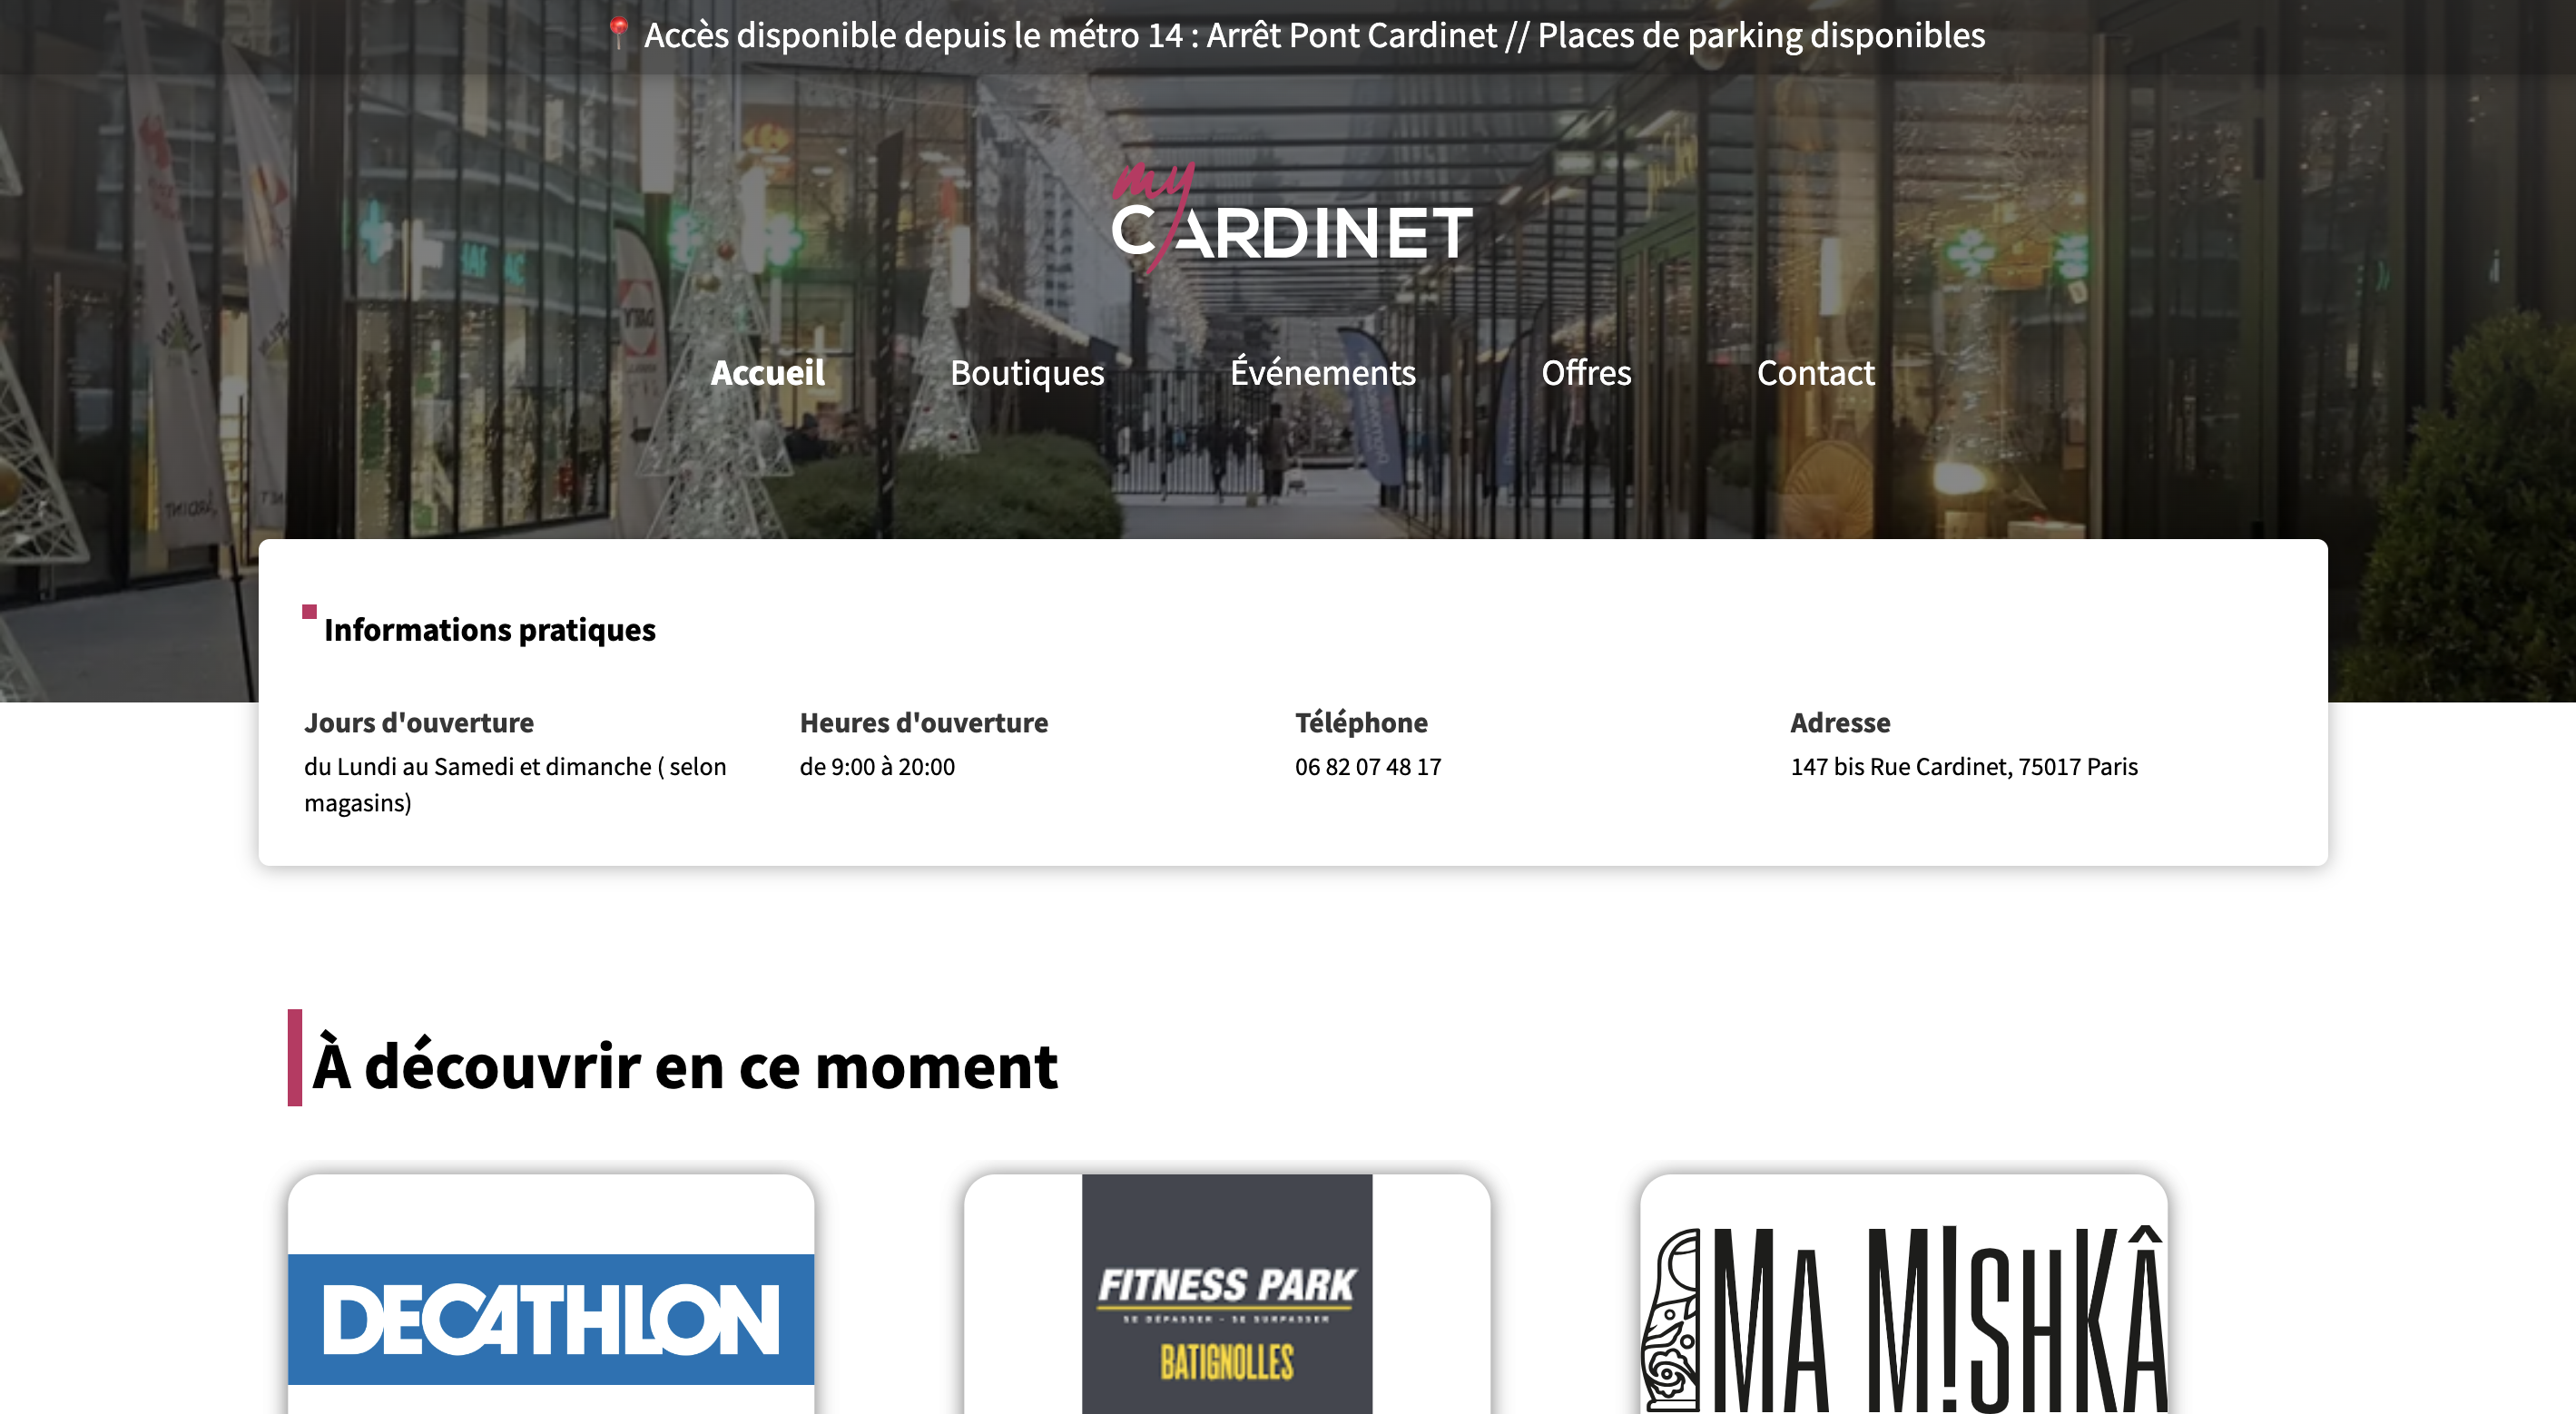 📍 Accès disponible depuis le métro 14 : Arrêt Pont Cardinet // Places de parking disponibles
my
CARDINET
Accueil Boutiques Événements Offres Contact
DARTY
Informations pratiques
Jours d'ouverture
du Lundi au Samedi et dimanche ( selon
magasins)
Heures d'ouverture
de 9:00 à 20:00
Téléphone
06 82 07 48 17
Adresse
147 bis Rue Cardinet, 75017 Paris
À découvrir en ce moment
DECATHLON
FITNESS PARK
SE DÉPASSER - SE SURPASSER
BATIGNOLLES
MA M!SHKÂ